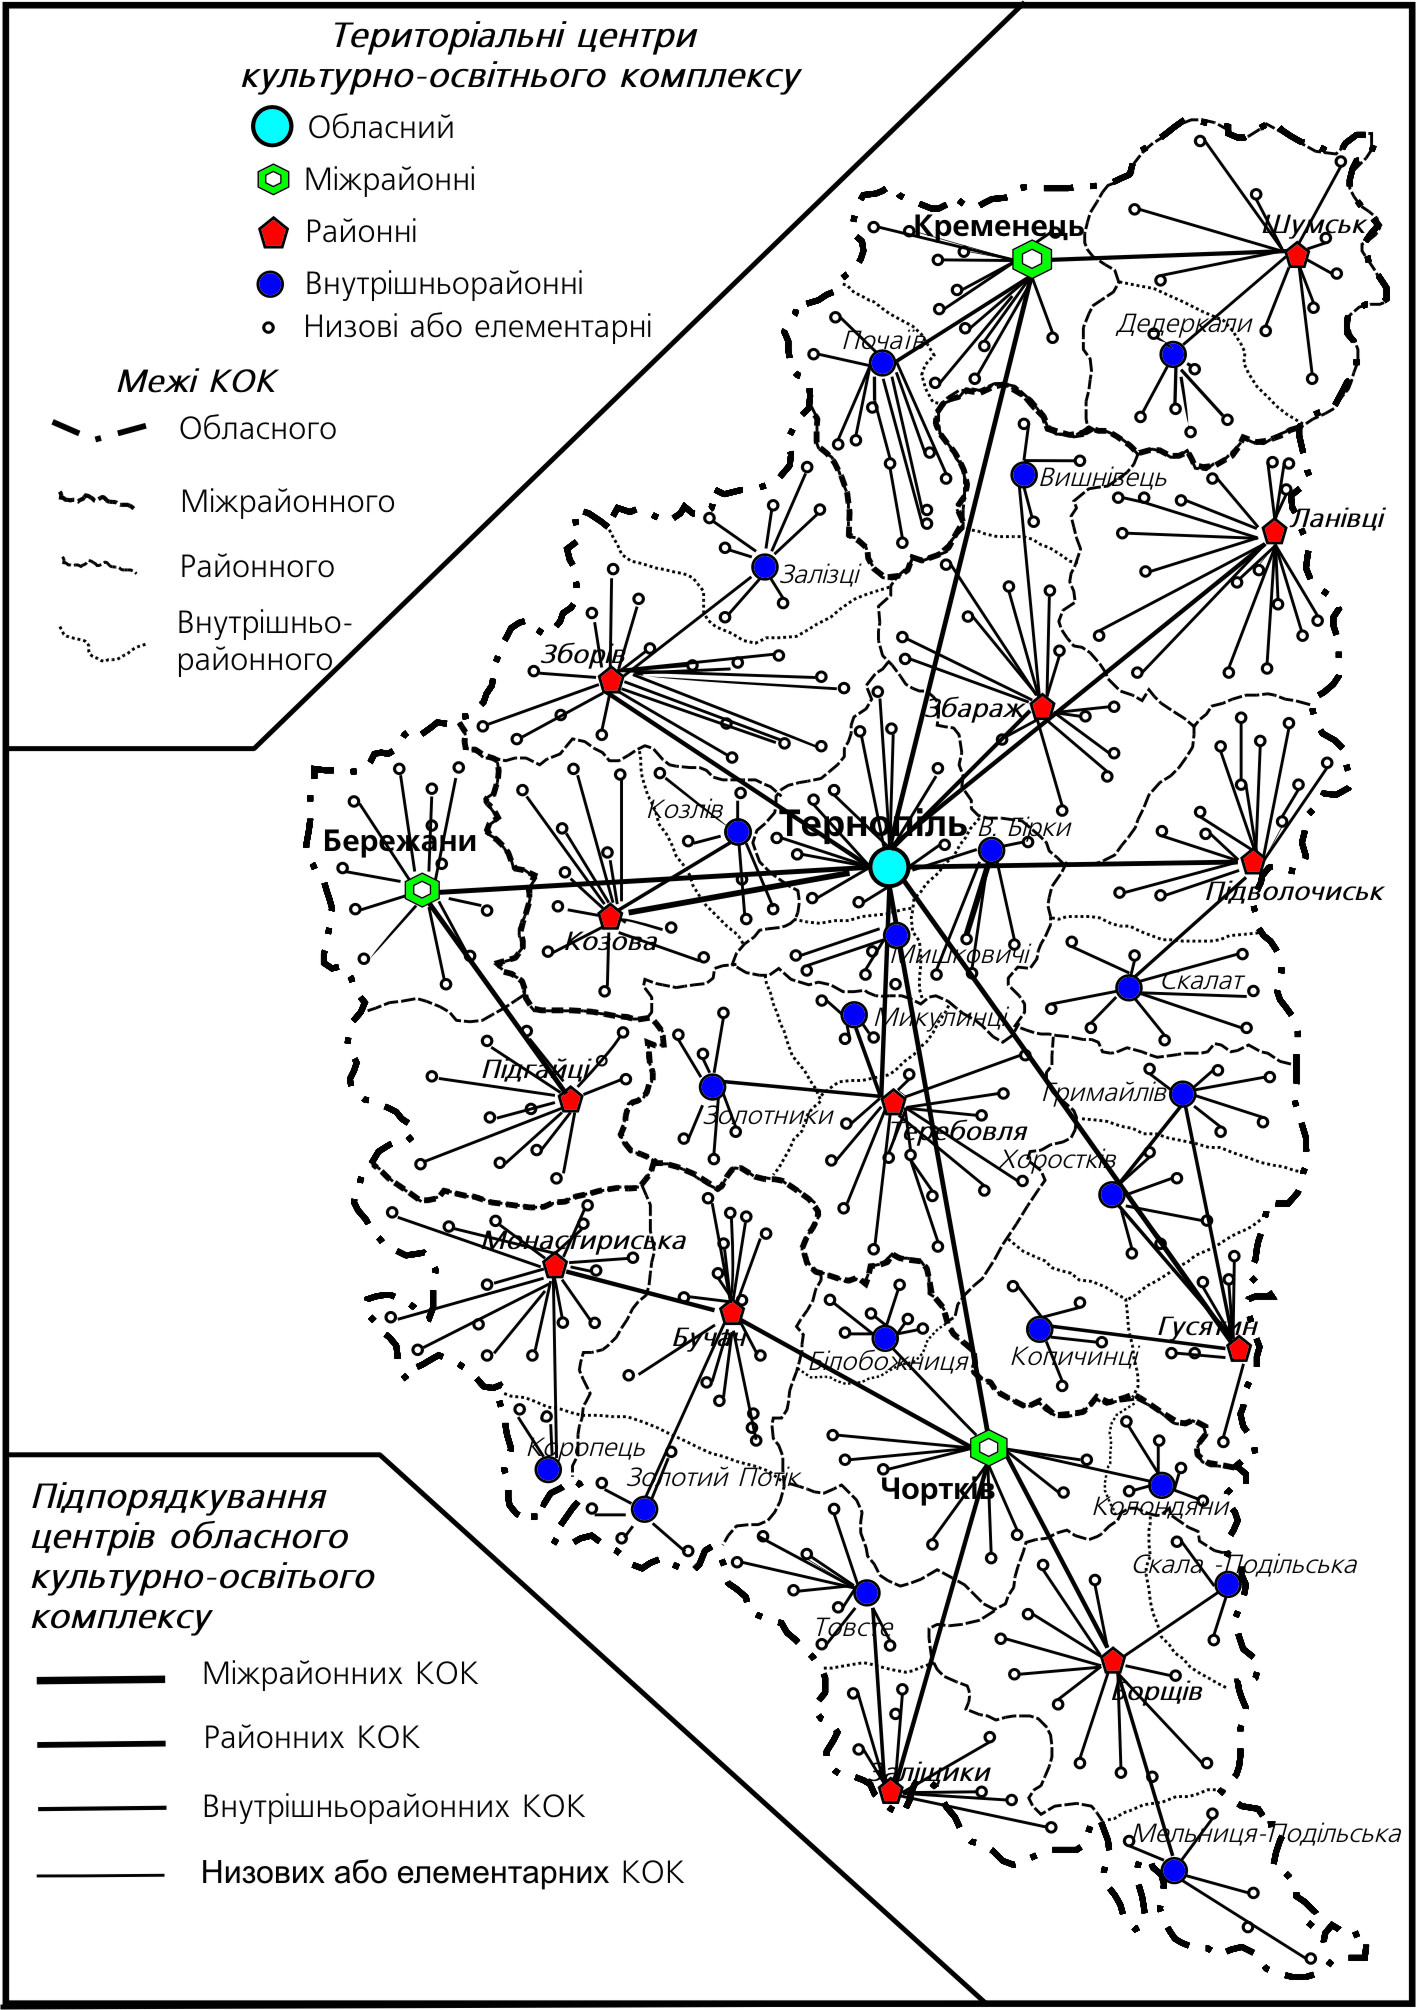 Територіальні центри
культурно-освітнього комплексу
Обласний
Міжрайонні
Районні
Внутрішньорайонні
Низові або елементарні
Межі КОК
Обласного
Міжрайонного
Районного
Внутрішньо-
районного
Кременець
Шумськ
Почаїв
Дедеркали
Вишнівець
Ланівці
Залізці
Зборів
Збараж
Козлів
Тернопіль
В. Бірки
Бережани
Підволочиськ
Козова
Мишковичі
Скалат
Микулинці
Підгайці
Гримайлів
Золотники
Теребовля
Хоростків
Монастириська
Бучач
Гусятин
Білобожниця
Копичинці
Коропець
Золотий Потік
Чортків
Колондяни
Скала -Подільська
Товсте
Борщів
Заліщики
Мельниця-Подільська
Підпорядкування
центрів обласного
культурно-освітього
комплексу
Міжрайонних КОК
Районних КОК
Внутрішньорайонних КОК
Низових або елементарних КОК